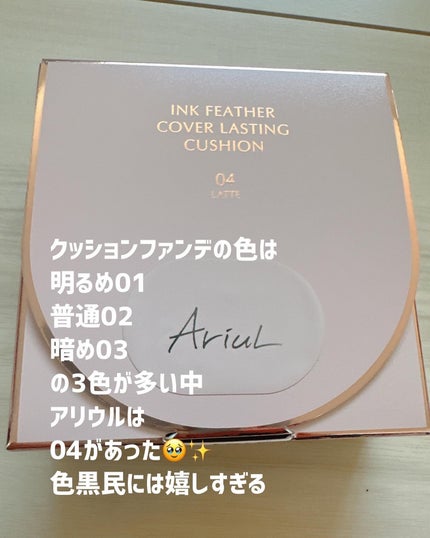 INK FEATHER
COVER LASTING
CUSHION
04
LATTE
クッションファンデの色は
明るめ01
普通02
Ariul
暗め03
の3色が多い中
アリウルは
04があった🥹✨
色黒民には嬉しすぎる